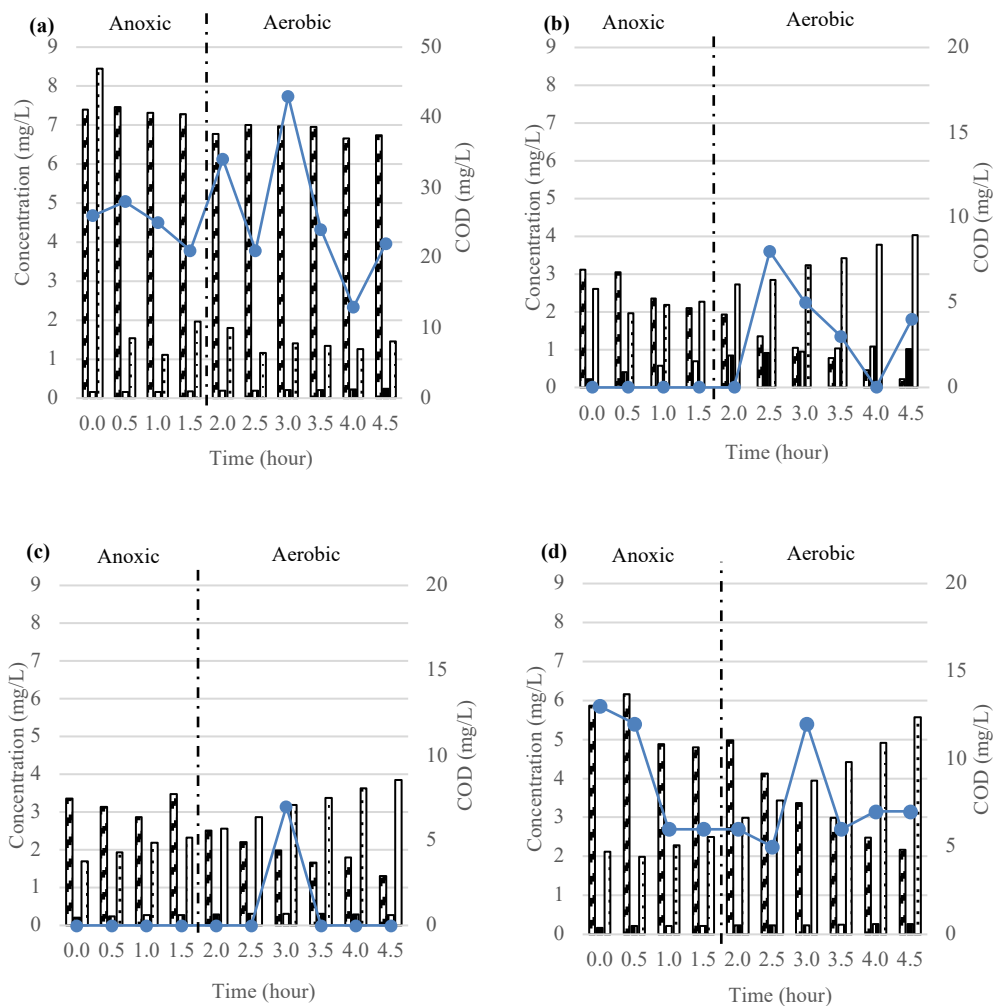 (a) Anoxic Aerobic
9 8 7 6 5 4 3 2 1 0
Concentration (mg/L)
50 40 30 20 10 0
COD (mg/L)
0.0 0.5 1.0 1.5 2.0 2.5 3.0 3.5 4.0 4.5
Time (hour)
(b) Anoxic Aerobic
9 8 7 6 5 4 3 2 1 0
Concentration (mg/L)
20 15 10 5 0
COD (mg/L)
0.0 0.5 1.0 1.5 2.0 2.5 3.0 3.5 4.0 4.5
Time (hour)
(c) Anoxic Aerobic
9 8 7 6 5 4 3 2 1 0
Concentration (mg/L)
20 15 10 5 0
COD (mg/L)
0.0 0.5 1.0 1.5 2.0 2.5 3.0 3.5 4.0 4.5
Time (hour)
(d) Anoxic Aerobic
9 8 7 6 5 4 3 2 1 0
Concentration (mg/L)
20 15 10 5 0
COD (mg/L)
0.0 0.5 1.0 1.5 2.0 2.5 3.0 3.5 4.0 4.5
Time (hour)